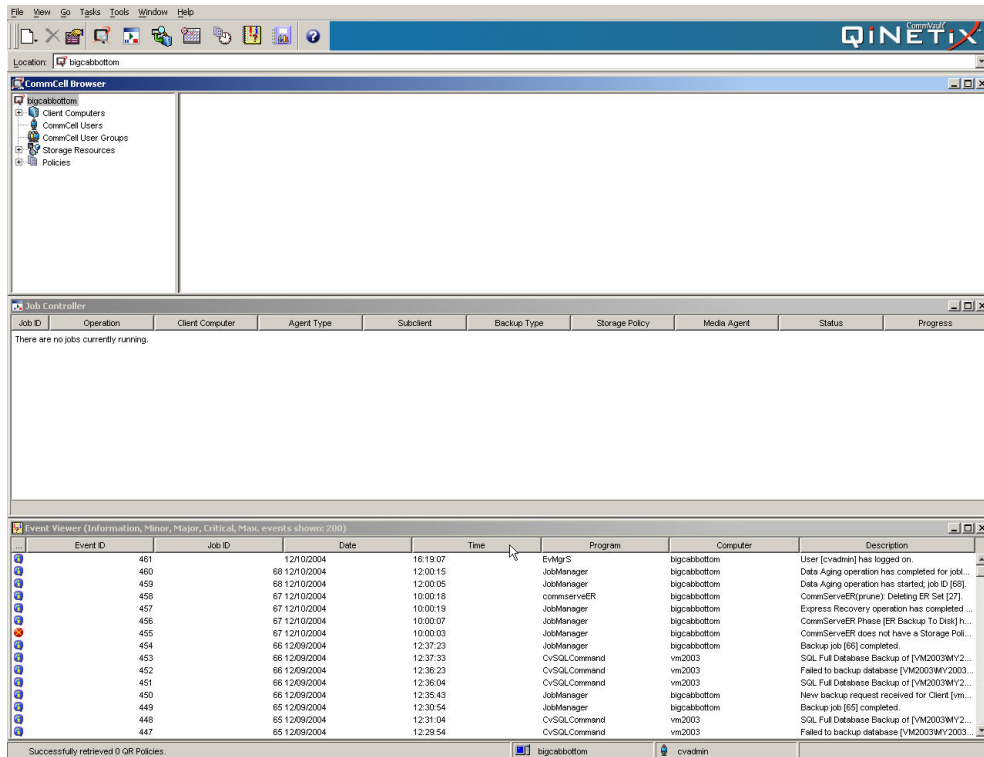 File View Go Tasks Tools Window Help
CommVault
QiNETiX
Location: bigcabbottom
CommCell Browser
bigcabbottom
Client Computers
CommCell Users
CommCell User Groups
Storage Resources
Policies
Job Controller
Job ID Operation Client Computer Agent Type Subclient Backup Type Storage Policy Media Agent Status Progress
There are no jobs currently running.
Event Viewer (Information, Minor, Major, Critical, Max. events shown: 200)
... Event ID Job ID Date Time Program Computer Description
461 12/10/2004 16:19:07 EvMgrS bigcabbottom User [cvadmin] has logged on.
460 68 12/10/2004 12:00:15 JobManager bigcabbottom Data Aging operation has completed for jobI...
459 68 12/10/2004 12:00:05 JobManager bigcabbottom Data Aging operation has started; job ID [68].
458 67 12/10/2004 10:00:18 commserveER bigcabbottom CommServeER(prune): Deleting ER Set [27].
457 67 12/10/2004 10:00:19 JobManager bigcabbottom Express Recovery operation has completed ...
456 67 12/10/2004 10:00:07 JobManager bigcabbottom CommServeER Phase [ER Backup To Disk] h...
455 67 12/10/2004 10:00:03 JobManager bigcabbottom CommServeER does not have a Storage Poli...
454 66 12/09/2004 12:37:23 JobManager bigcabbottom Backup job [66] completed.
453 66 12/09/2004 12:37:33 CvSQLCommand vm2003 SQL Full Database Backup of [VM2003\MY2...
452 66 12/09/2004 12:36:23 CvSQLCommand vm2003 Failed to backup database [VM2003\MY2003...
451 66 12/09/2004 12:36:04 CvSQLCommand vm2003 SQL Full Database Backup of [VM2003\MY2...
450 66 12/09/2004 12:35:43 JobManager bigcabbottom New backup request received for Client [vm...
449 65 12/09/2004 12:30:54 JobManager bigcabbottom Backup job [65] completed.
448 65 12/09/2004 12:31:04 CvSQLCommand vm2003 SQL Full Database Backup of [VM2003\MY2...
447 65 12/09/2004 12:29:54 CvSQLCommand vm2003 Failed to backup database [VM2003\MY2003...
Successfully retrieved 0 QR Policies. bigcabbottom cvadmin